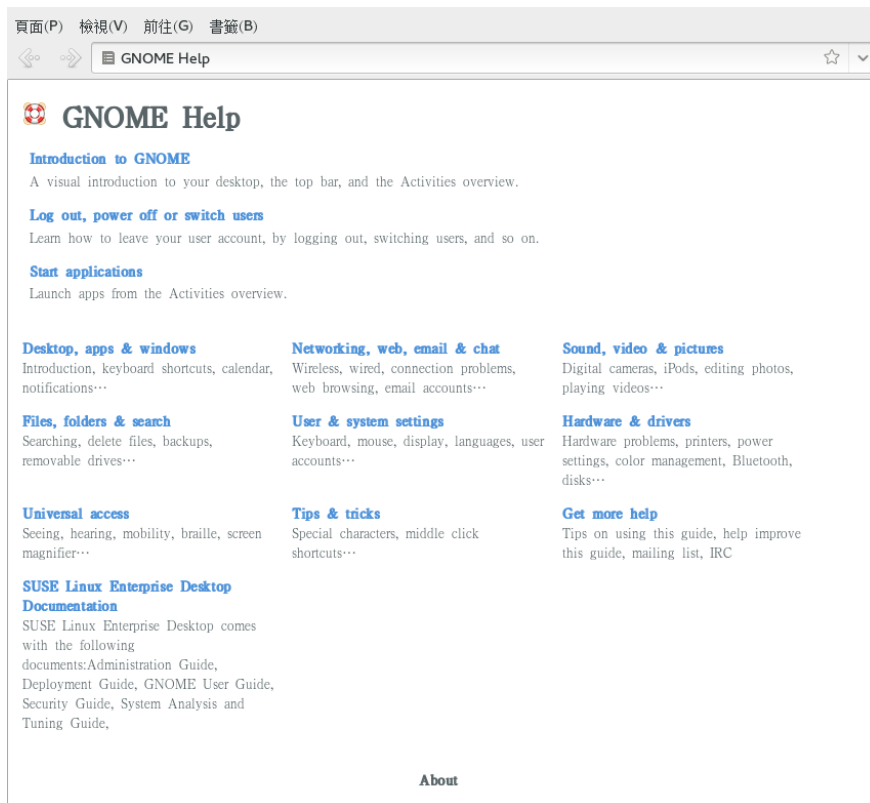 頁面(P) 檢視(V) 前往(G) 書籤(B)
GNOME Help
GNOME Help
Introduction to GNOME
A visual introduction to your desktop, the top bar, and the Activities overview.
Log out, power off or switch users
Learn how to leave your user account, by logging out, switching users, and so on.
Start applications
Launch apps from the Activities overview.
Desktop, apps & windows
Introduction, keyboard shortcuts, calendar,
notifications…
Networking, web, email & chat
Wireless, wired, connection problems,
web browsing, email accounts…
Sound, video & pictures
Digital cameras, iPods, editing photos,
playing videos…
Files, folders & search
Searching, delete files, backups,
removable drives…
User & system settings
Keyboard, mouse, display, languages, user
accounts…
Hardware & drivers
Hardware problems, printers, power
settings, color management, Bluetooth,
disks…
Universal access
Seeing, hearing, mobility, braille, screen
magnifier…
Tips & tricks
Special characters, middle click
shortcuts…
Get more help
Tips on using this guide, help improve
this guide, mailing list, IRC
SUSE Linux Enterprise Desktop
Documentation
SUSE Linux Enterprise Desktop comes
with the following
documents:Administration Guide,
Deployment Guide, GNOME User Guide,
Security Guide, System Analysis and
Tuning Guide,
About